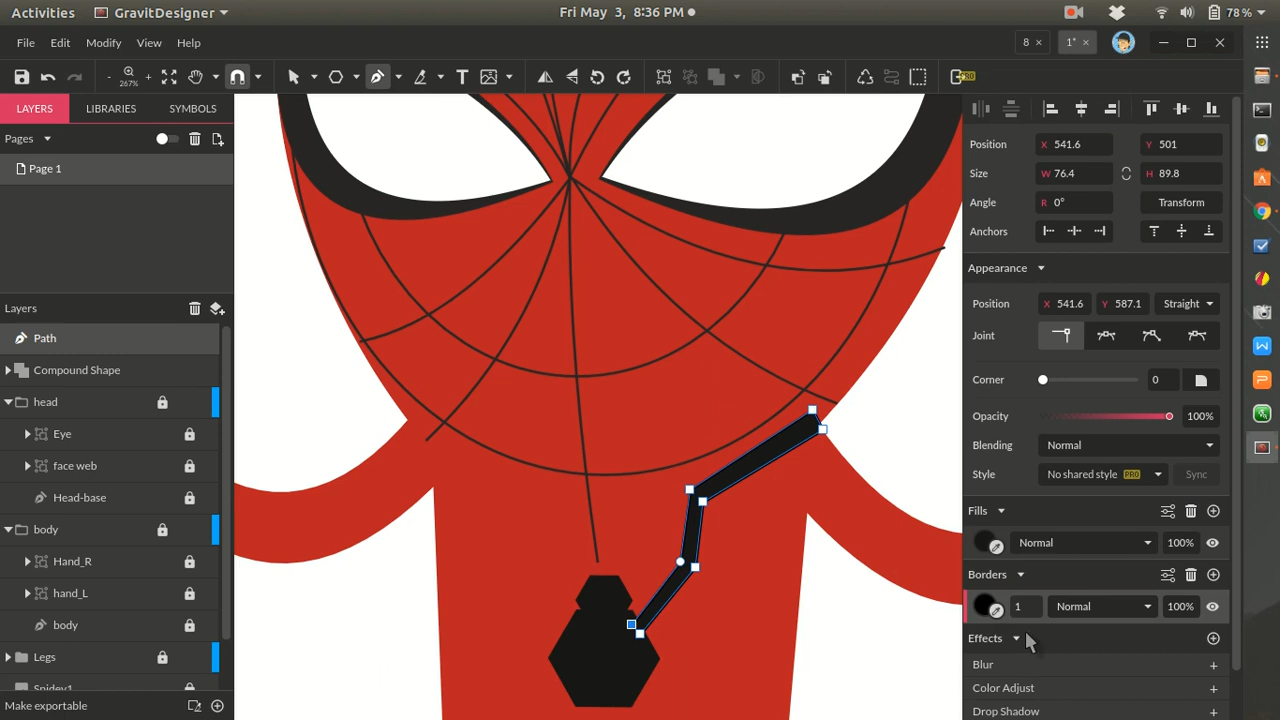 Activities GravitDesigner Fri May 3, 8:36 PM 78 %
File Edit Modify View Help 8 × 1* ×
- 267% + T PRO
LAYERS LIBRARIES SYMBOLS
Pages
Page 1
Layers
Path
Compound Shape
head
Eye
face web
Head-base
body
Hand_R
hand_L
body
Legs
Spidey1
Make exportable
Position X 541.6 Y 501
Size W 76.4 H 89.8
Angle R 0° Transform
Anchors
Appearance
Position X 541.6 Y 587.1 Straight
Joint
Corner 0
Opacity 100%
Blending Normal
Style No shared style PRO Sync
Fills
Normal 100%
Borders
1 Normal 100%
Effects
Blur +
Color Adjust +
Drop Shadow +